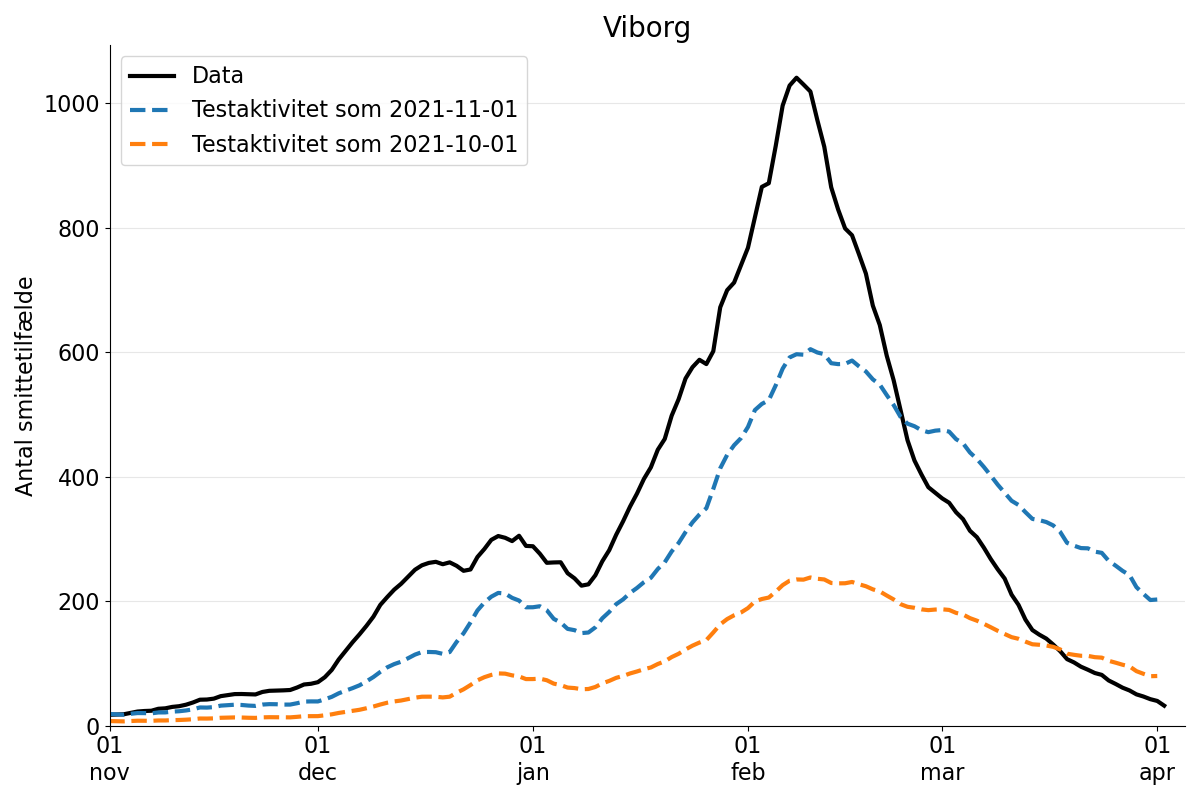 Viborg
Data
Testaktivitet som 2021-11-01
Testaktivitet som 2021-10-01
Antal smittetilfælde
1000
800
600
400
200
0
01 01 01 01 01 01
nov dec jan feb mar apr